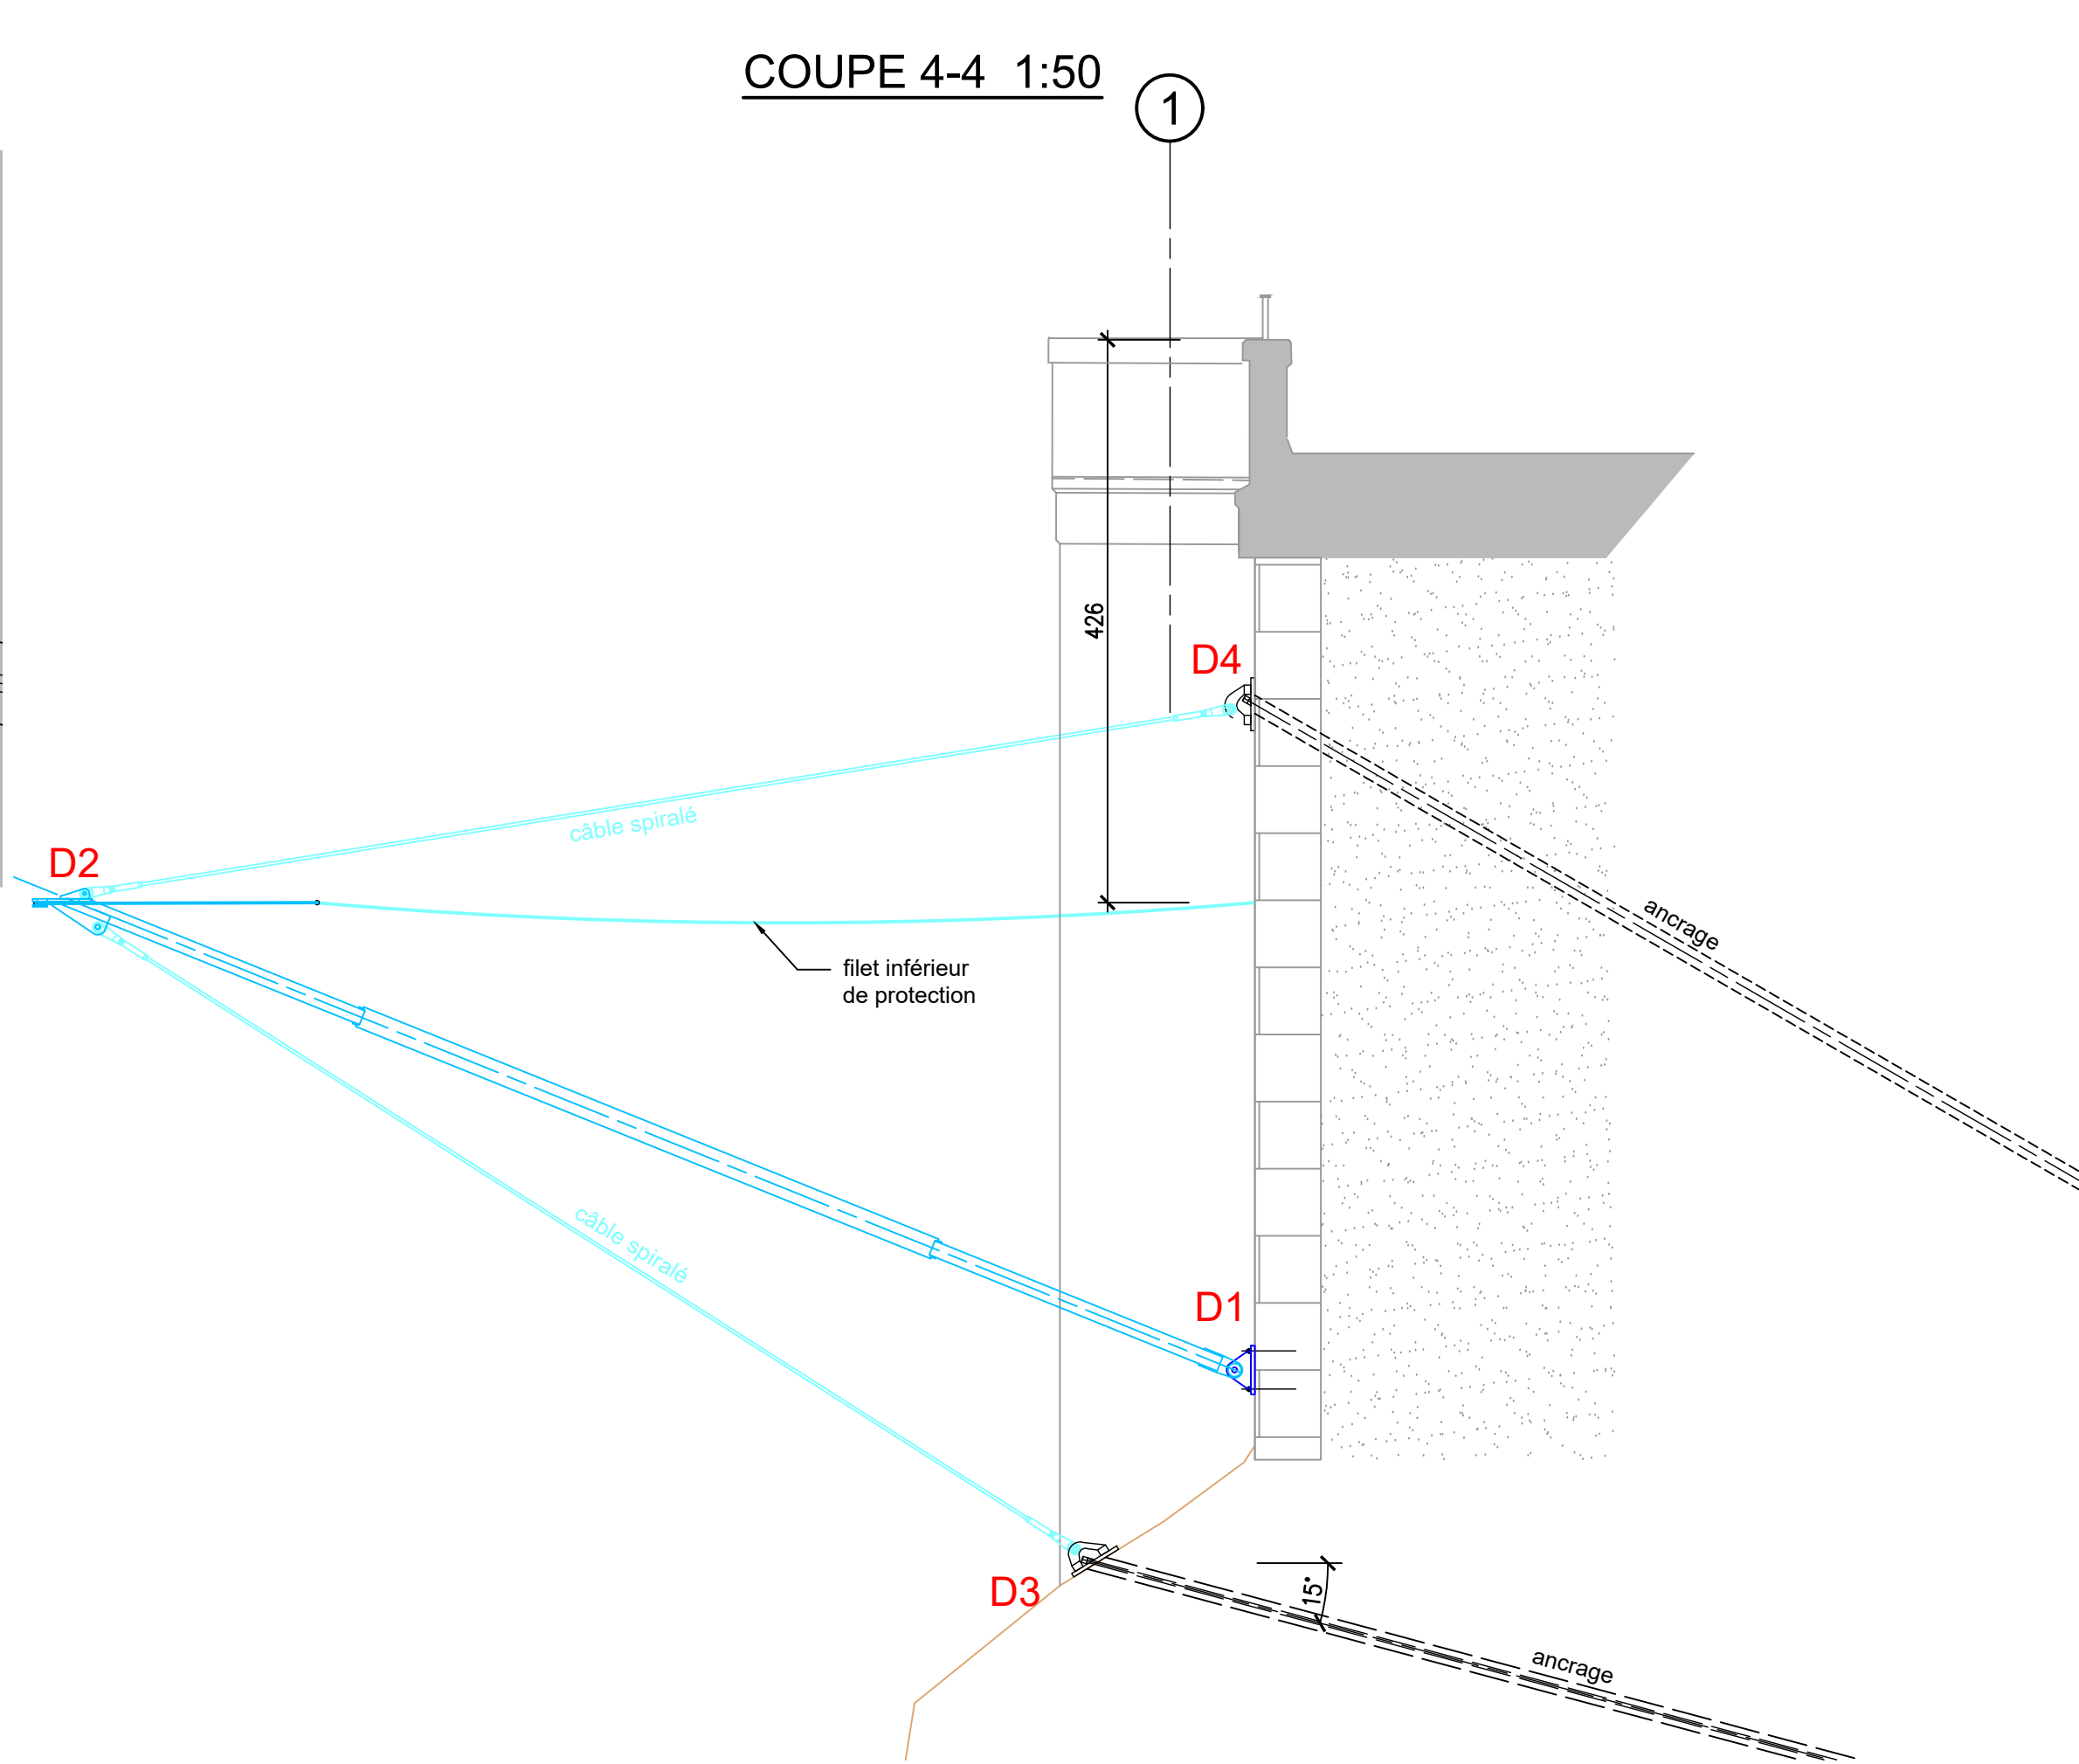 COUPE 4-4 1:50
1
426
D4
câble spiralé
D2
ancrage
filet inférieur
de protection
câble spiralé
D1
D3
15°
ancrage